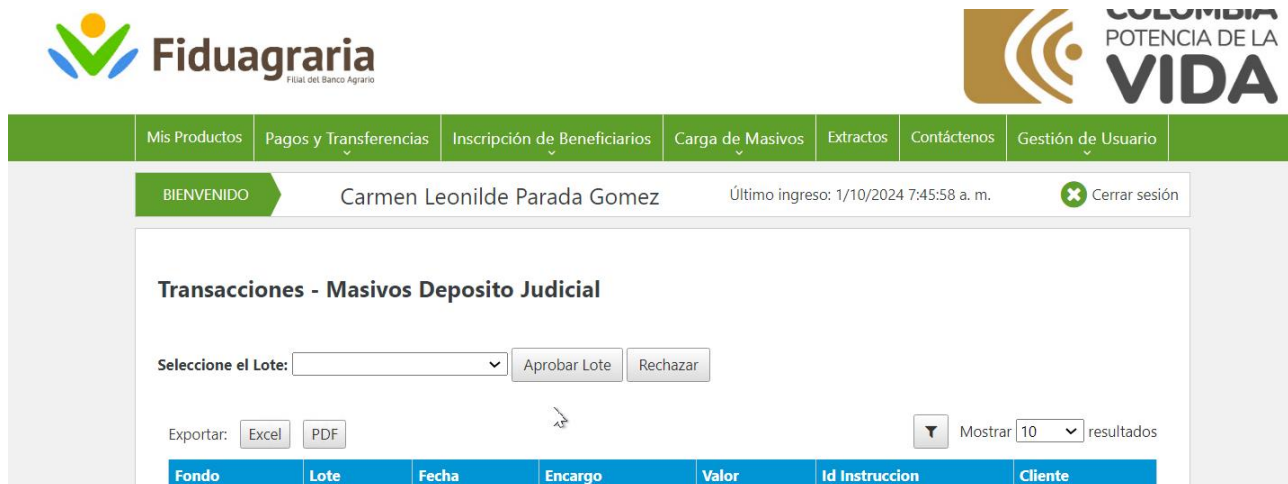 COLOMBIA
POTENCIA DE LA
VIDA
Fiduagraria
Filial del Banco Agrario
Mis Productos Pagos y Transferencias Inscripción de Beneficiarios Carga de Masivos Extractos Contáctenos Gestión de Usuario
BIENVENIDO Carmen Leonilde Parada Gomez Último ingreso: 1/10/2024 7:45:58 a. m. Cerrar sesión
Transacciones - Masivos Deposito Judicial
Seleccione el Lote: Aprobar Lote Rechazar
Exportar: Excel PDF Mostrar 10 resultados
Fondo Lote Fecha Encargo Valor Id Instruccion Cliente